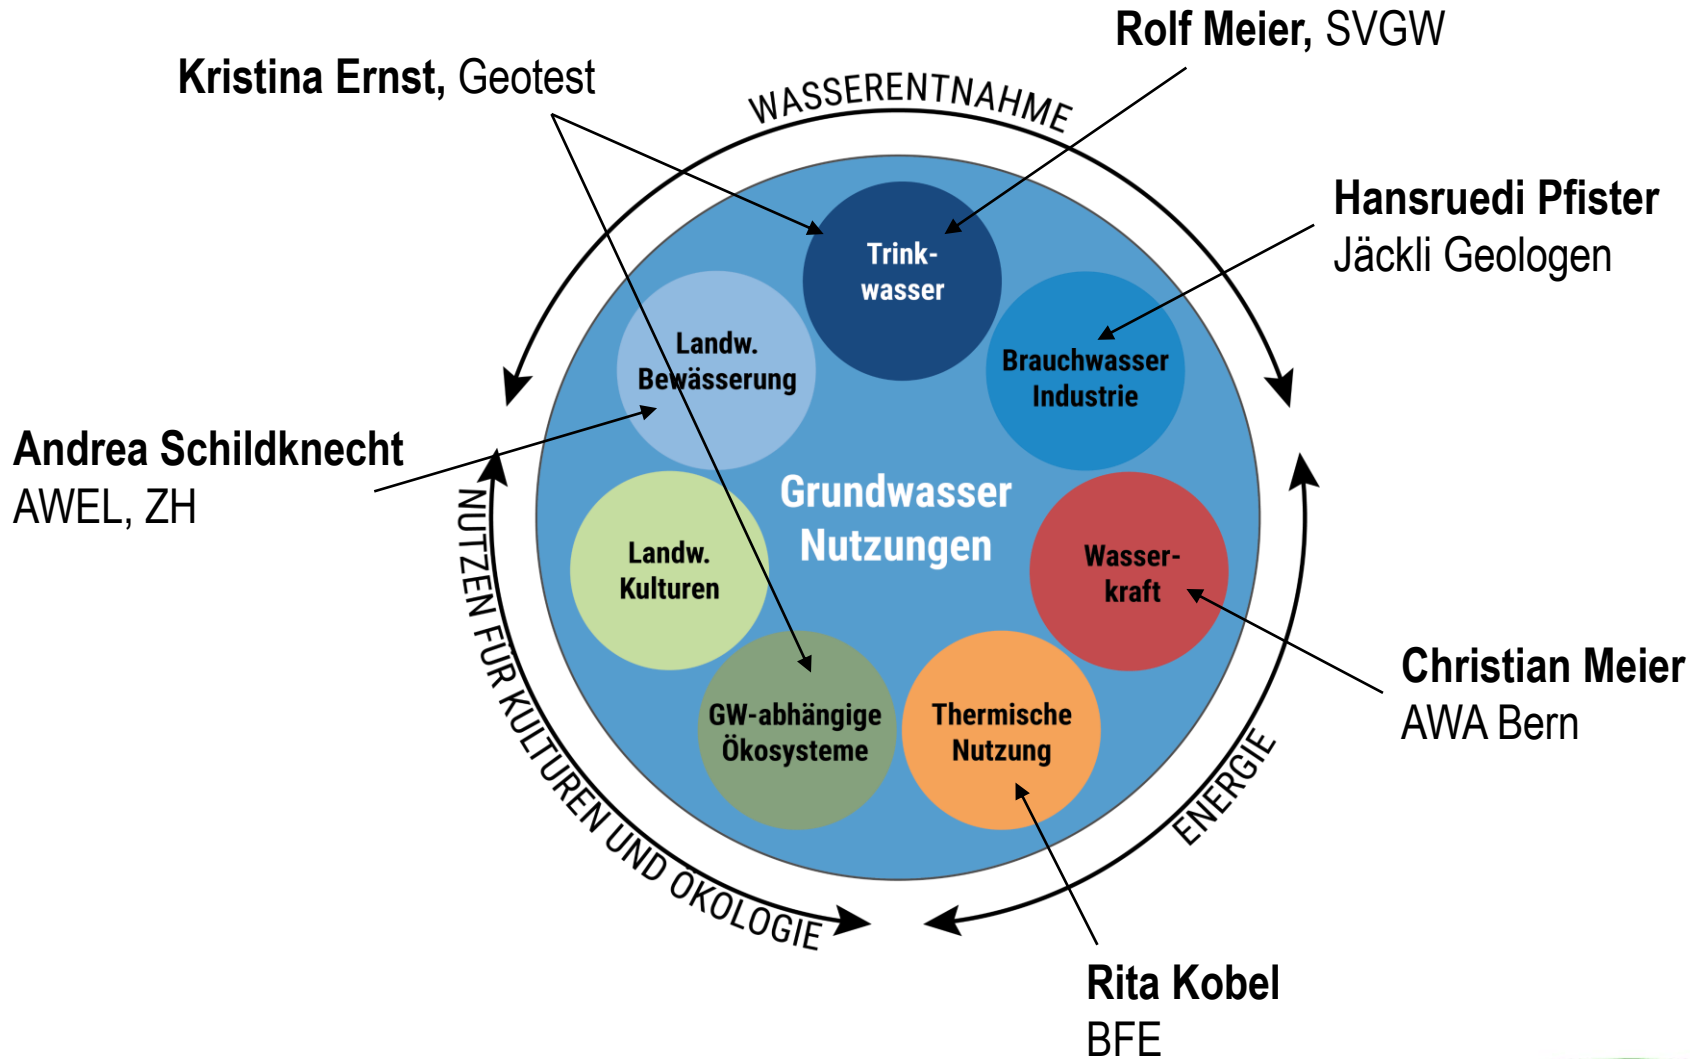 Rolf Meier, SVGW
Kristina Ernst, Geotest
WASSERENTNAHME
Hansruedi Pfister
Jäckli Geologen
Trink-
wasser
Landw.
Bewässerung
Brauchwasser
Industrie
Andrea Schildknecht
AWEL, ZH
Grundwasser
Nutzungen
Landw.
Kulturen
Wasser-
kraft
NUTZEN FÜR KULTUREN UND ÖKOLOGIE
Christian Meier
AWA Bern
GW-abhängige
Ökosysteme
Thermische
Nutzung
ENERGIE
Rita Kobel
BFE